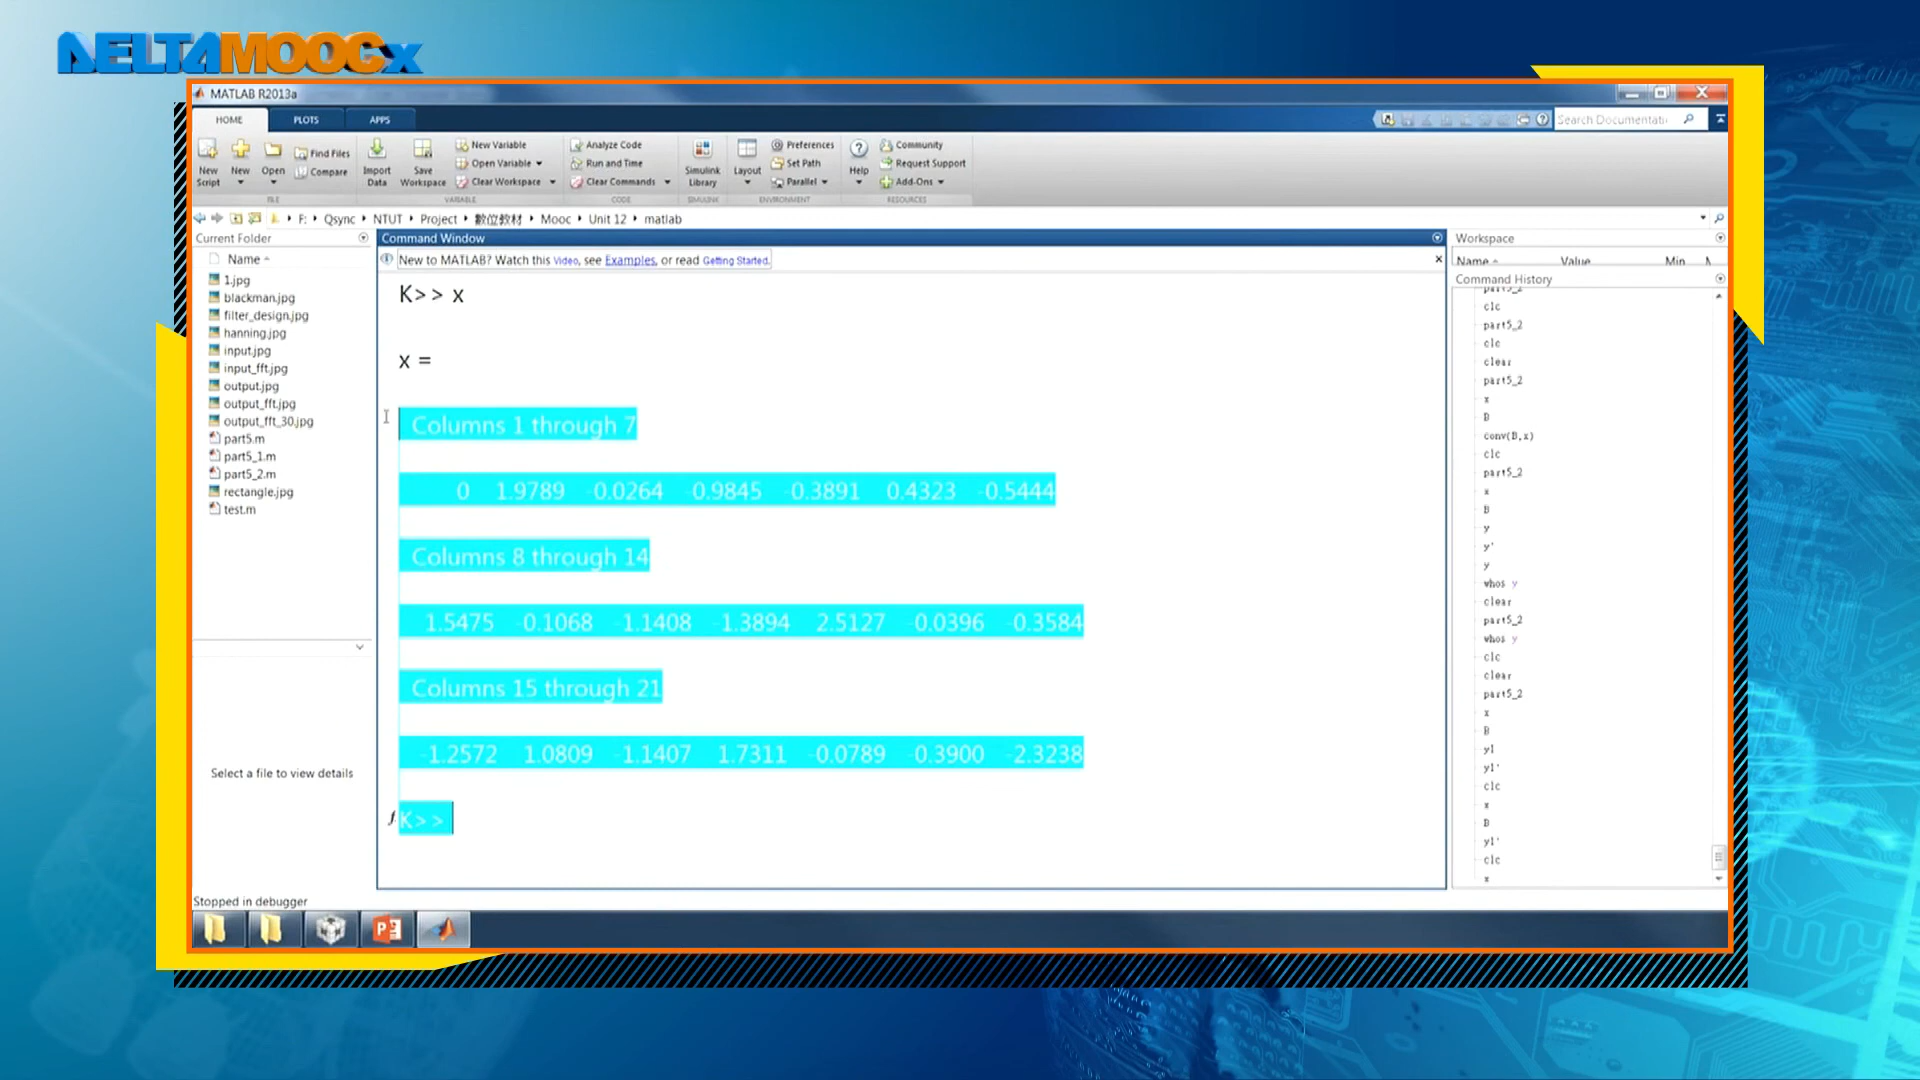 DELTAMOOCx
MATLAB R2013a
HOME PLOTS APPS
Search Documentati
New Script
New
Open
Find Files
Compare
Import Data
Save Workspace
New Variable
Open Variable
Clear Workspace
Analyze Code
Run and Time
Clear Commands
Simulink Library
Layout
Preferences
Set Path
Parallel
Help
Community
Request Support
Add-Ons
FILE VARIABLE CODE SIMULINK ENVIRONMENT RESOURCES
F: Qsync NTUT Project 數位教材 Mooc Unit 12 matlab
Current Folder
Name
1.jpg
blackman.jpg
filter_design.jpg
hanning.jpg
input.jpg
input_fft.jpg
output.jpg
output_fft.jpg
output_fft_30.jpg
part5.m
part5_1.m
part5_2.m
rectangle.jpg
test.m
Select a file to view details
Command Window
New to MATLAB? Watch this Video, see Examples, or read Getting Started.
K>> x
x =
Columns 1 through 7
0 1.9789 -0.0264 -0.9845 -0.3891 0.4323 -0.5444
Columns 8 through 14
1.5475 -0.1068 -1.1408 -1.3894 2.5127 -0.0396 -0.3584
Columns 15 through 21
-1.2572 1.0809 -1.1407 1.7311 -0.0789 -0.3900 -2.3238
K>>
Workspace
Name Value Min
Command History
part5_2
clc
part5_2
clc
clear
part5_2
x
B
conv(B,x)
clc
part5_2
x
B
y
y'
y
whos y
clear
part5_2
whos y
clc
clear
part5_2
x
B
y1
y1'
clc
x
B
y1'
clc
x
Stopped in debugger